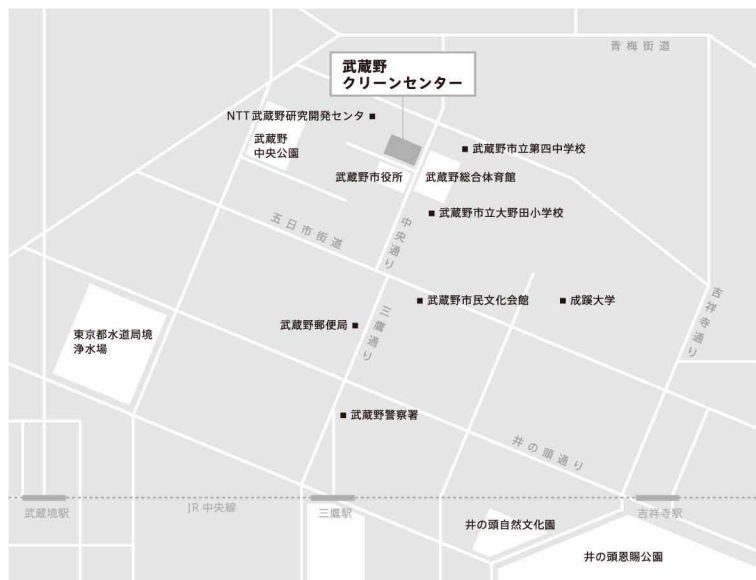 青梅街道
武蔵野
クリーンセンター
NTT武蔵野研究開発センタ
武蔵野
中央公園
武蔵野市立第四中学校
武蔵野市役所
武蔵野総合体育館
武蔵野市立大野田小学校
五日市街道
中央通り
武蔵野市民文化会館
成蹊大学
吉祥寺通り
武蔵野郵便局
三鷹通り
東京都水道局境
浄水場
武蔵野警察署
井の頭通り
武蔵境駅
JR中央線
三鷹駅
吉祥寺駅
井の頭自然文化園
井の頭恩賜公園